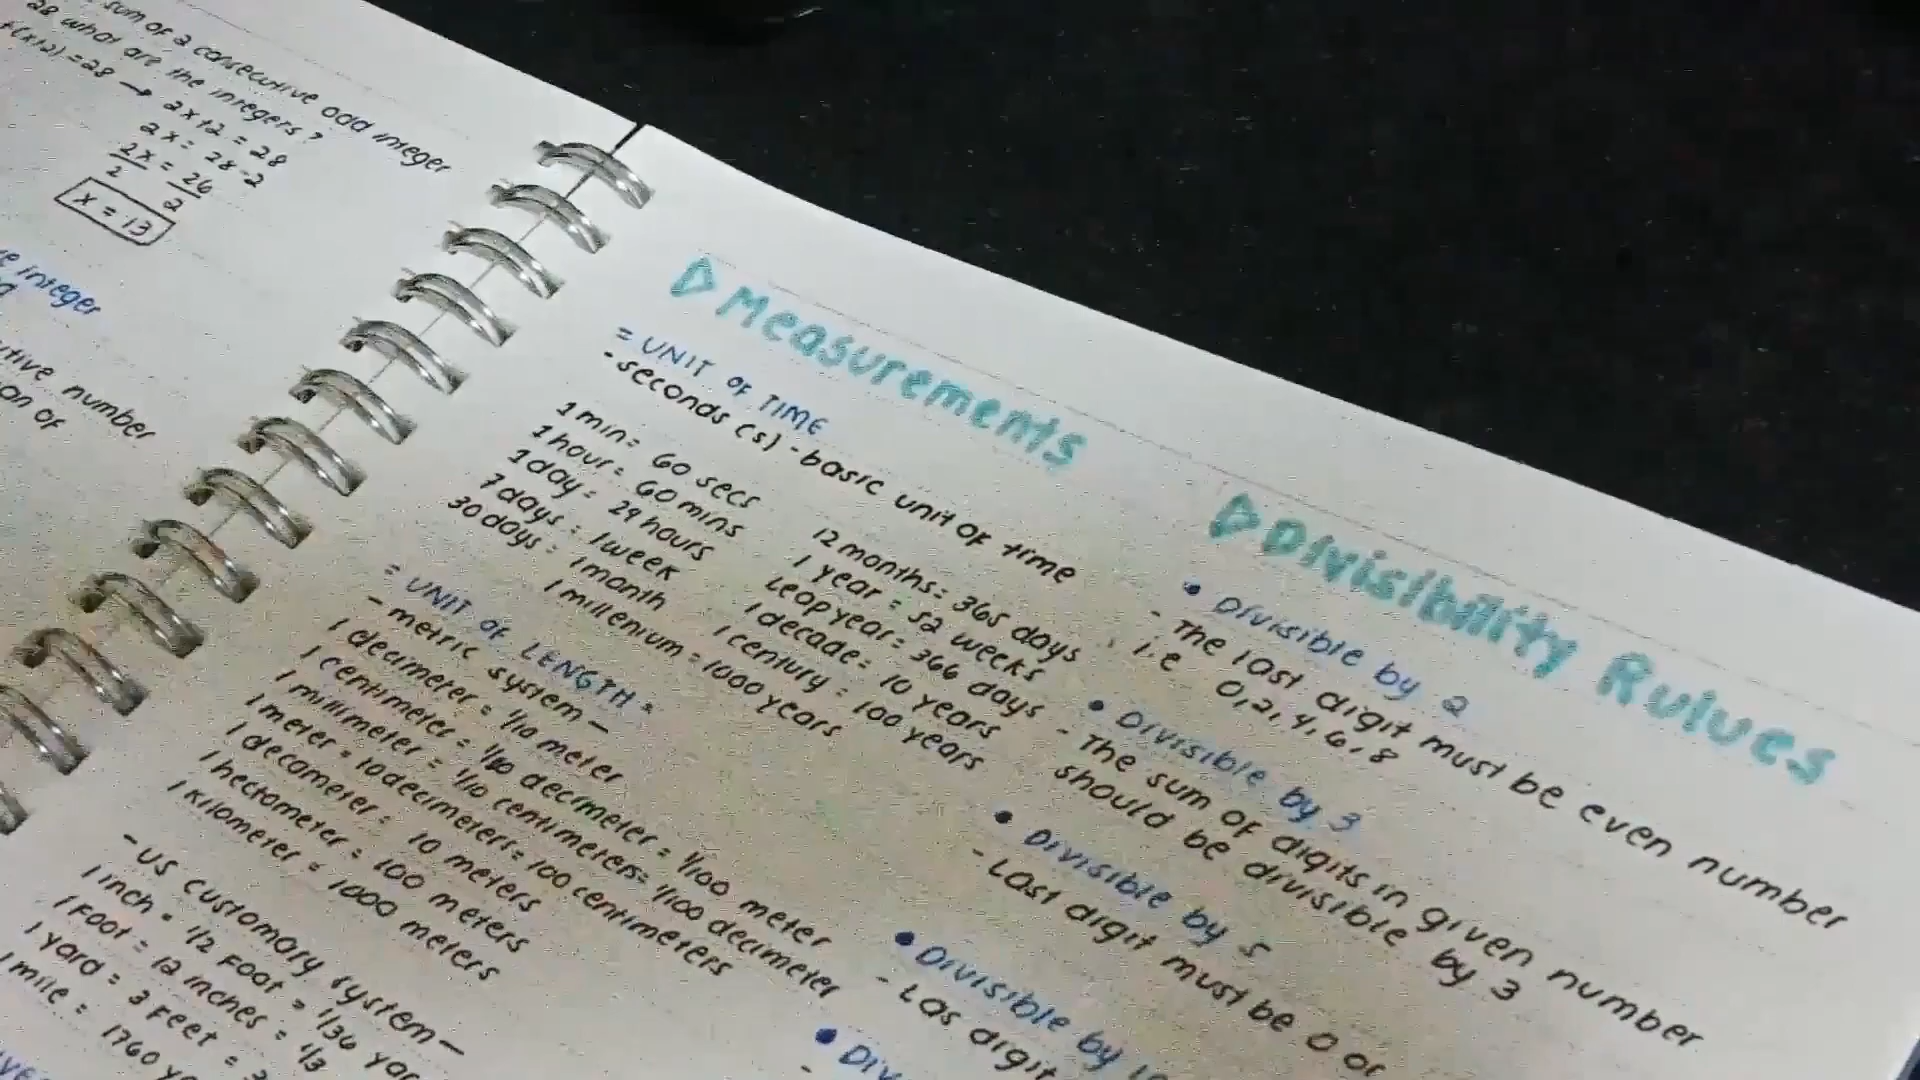 sum of 2 consecutive odd integer
28 what are the integers?
+(x+2) = 28 → 2x+2 = 28
2x = 28-2
2x = 26
2 2
x = 13
integer
number
on of
Measurements
= UNIT OF TIME
- seconds (s) - basic unit of time
1 min = 60 secs
1 hour = 60 mins
1 day = 24 hours
7 days = 1 week
30 days = 1 month
12 months = 365 days
1 year = 52 weeks
Leap year = 366 days
1 decade = 10 years
1 century = 100 years
1 millenium = 1000 years
= UNIT OF LENGTH =
- metric system -
1 decimeter = 1/10 meter
1 centimeter = 1/10 decimeter = 1/100 meter
1 millimeter = 1/10 centimeters = 1/100 decimeter
1 meter = 10 decimeters = 100 centimeters
1 decameter = 10 meters
1 hectometer = 100 meters
1 kilometer = 1000 meters
- US customary system -
1 inch = 1/2 Foot = 1/36
1 Foot = 12 inches = 1/3
1 yard = 3 Feet =
1 mile = 1760
Divisibility Rulues
• Divisible by 2
- The last digit must be even number
i.e 0,2,4,6,8
• Divisible by 3
- The sum of digits in given number
should be divisible by 3
• Divisible by 5
- Last digit must be 0 or
• Divisible by
- Las digit